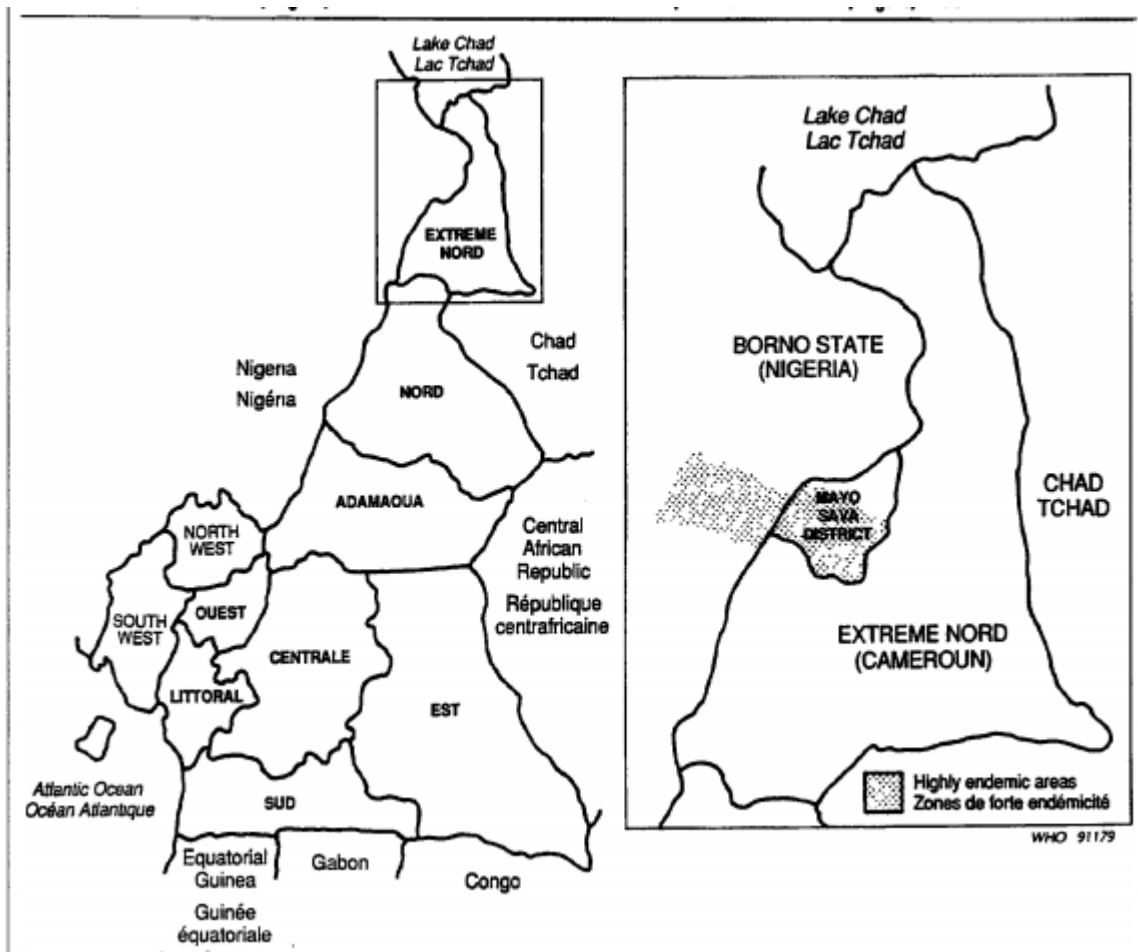 Lake Chad
Lac Tchad
EXTREME
NORD
Chad
Tchad
Nigeria
Nigéria
NORD
ADAMAOUA
NORTH
WEST
Central
African
Republic
République
centrafricaine
OUEST
SOUTH
WEST
CENTRALE
LITTORAL
EST
Atlantic Ocean
Océan Atlantique
SUD
Equatorial
Guinea
Gabon
Congo
Guinée
équatoriale
Lake Chad
Lac Tchad
BORNO STATE
(NIGERIA)
MAYO
SAVA
DISTRICT
CHAD
TCHAD
EXTREME NORD
(CAMEROUN)
Highly endemic areas
Zones de forte endémicité
WHO 91179